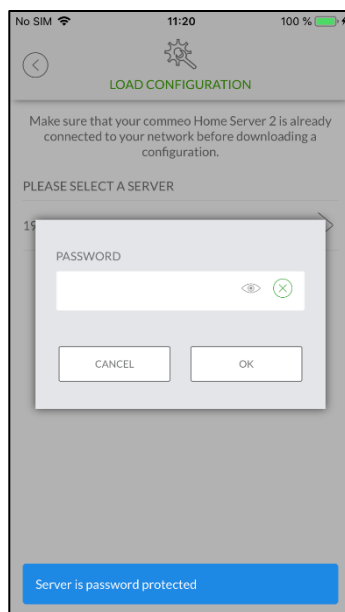 No SIM 11:20 100 %
LOAD CONFIGURATION
Make sure that your commeo Home Server 2 is already
connected to your network before downloading a
configuration.
PLEASE SELECT A SERVER
19
PASSWORD
CANCEL OK
Server is password protected